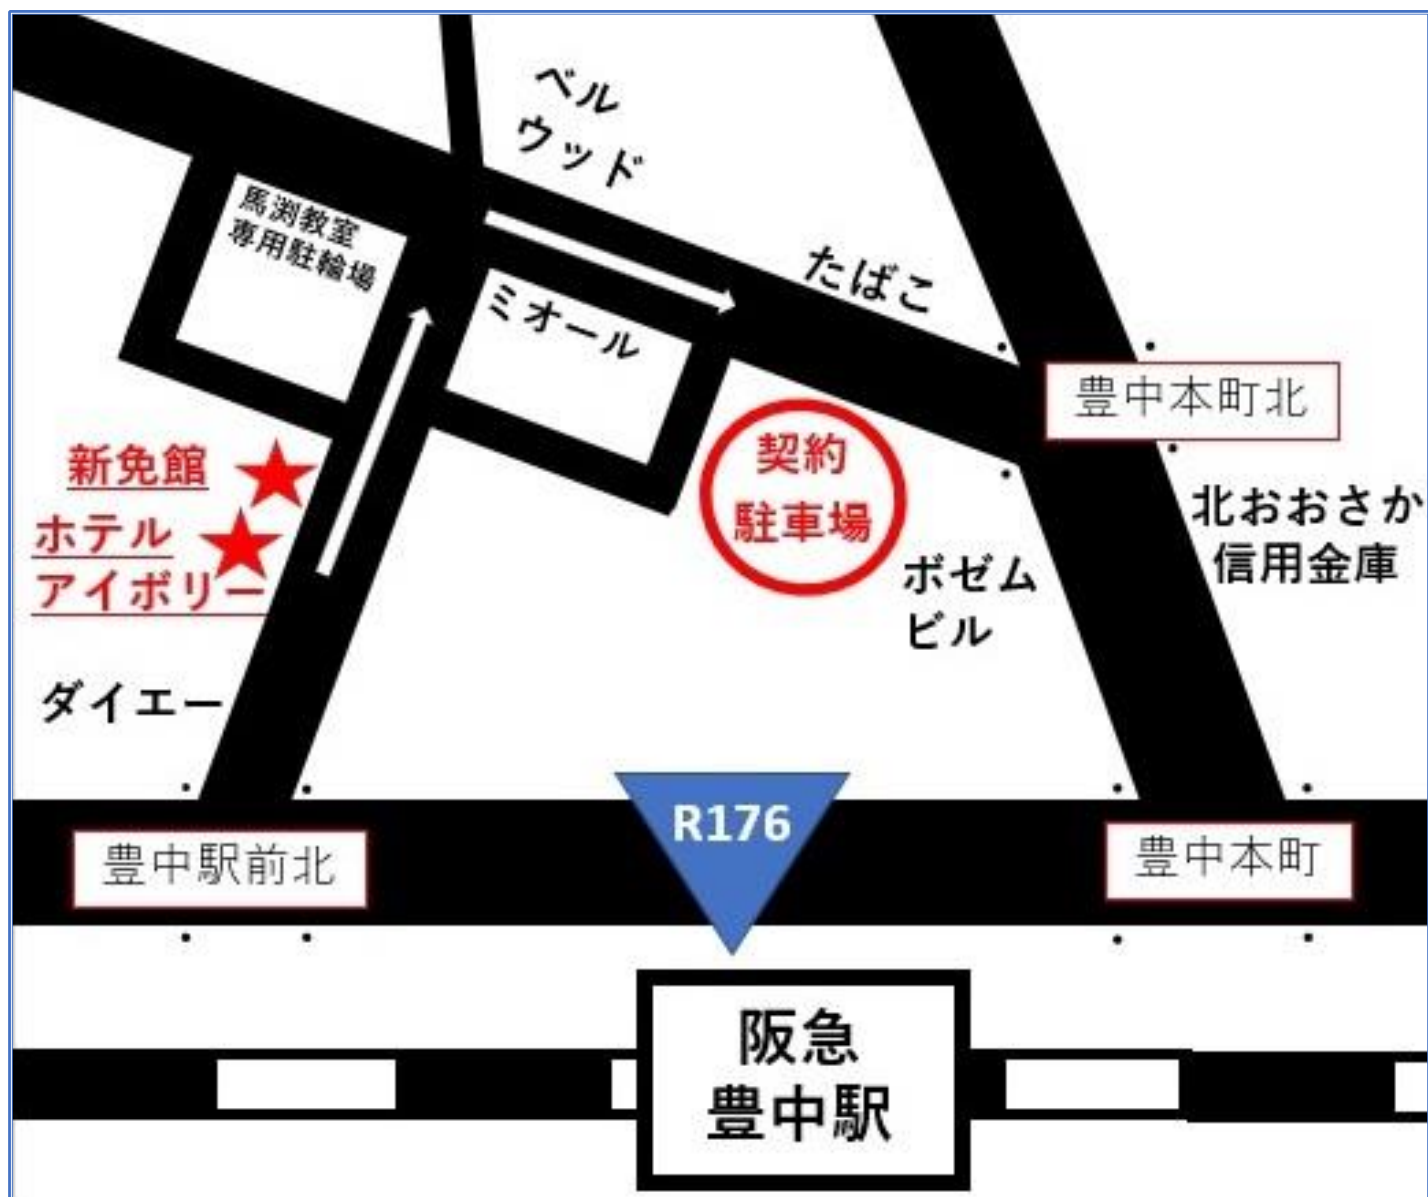 ベル
ウッド
馬渕教室
専用駐輪場
たばこ
ミオール
豊中本町北
新免館
契約
駐車場
北おおさか
信用金庫
ホテル
アイボリー
ボゼム
ビル
ダイエー
R176
豊中駅前北
豊中本町
阪急
豊中駅